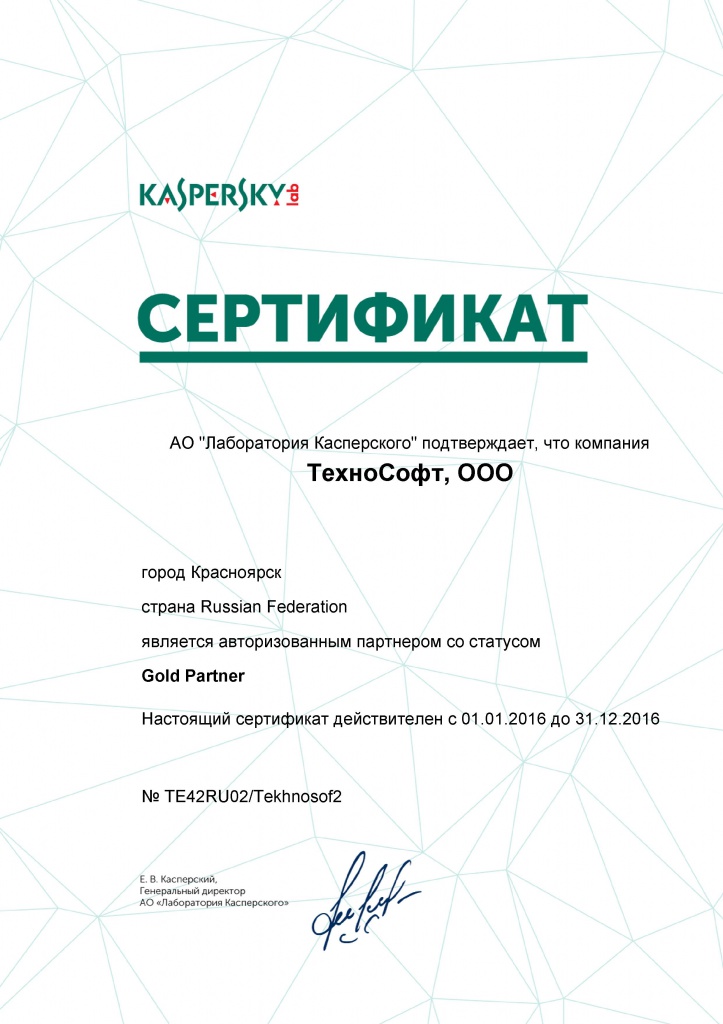 KASPERSKY lab
СЕРТИФИКАТ
АО "Лаборатория Касперского" подтверждает, что компания
ТехноСофт, ООО
город Красноярск
страна Russian Federation
является авторизованным партнером со статусом
Gold Partner
Настоящий сертификат действителен с 01.01.2016 до 31.12.2016
№ TE42RU02/Tekhnosof2
Е. В. Касперский,
Генеральный директор
АО «Лаборатория Касперского»